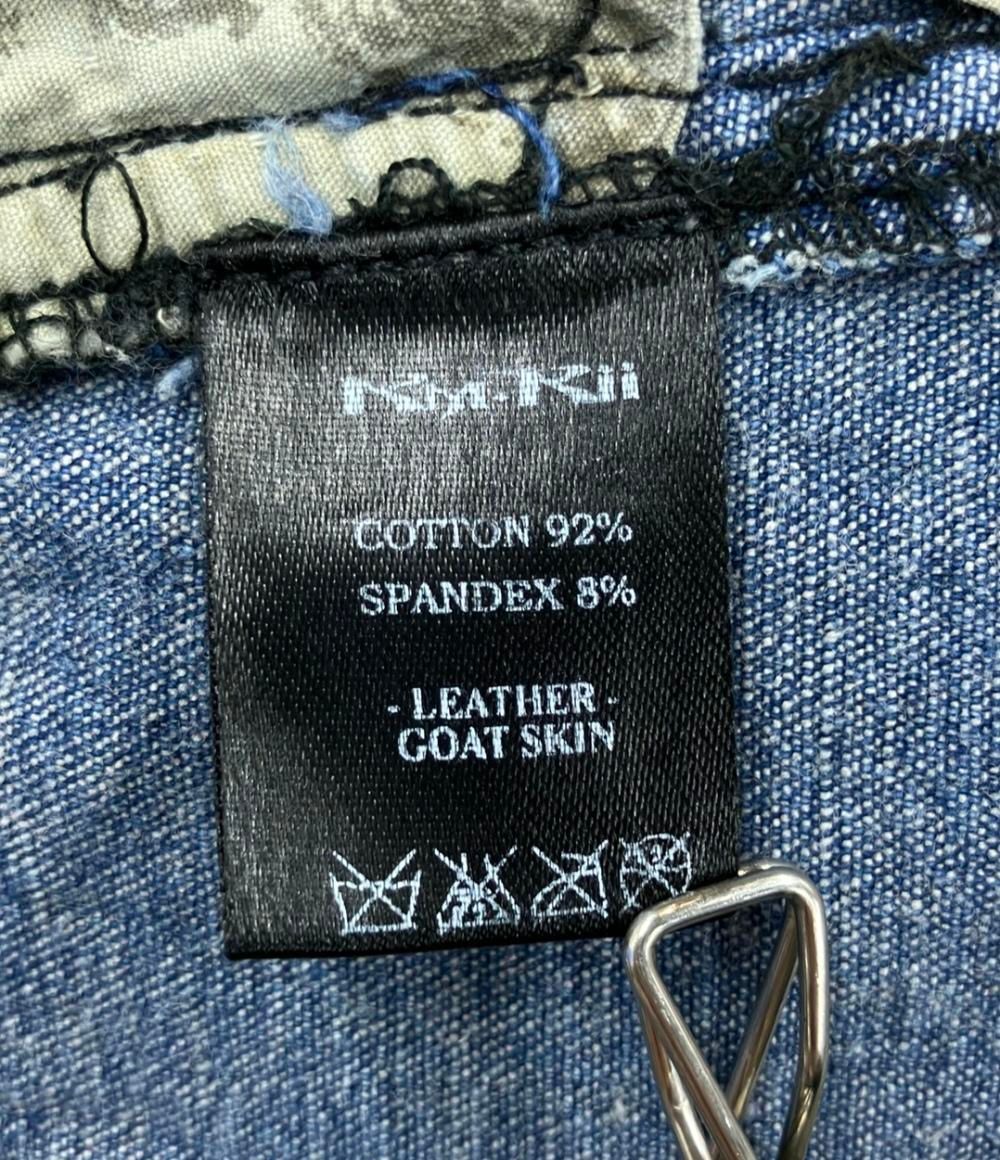 KMRII
COTTON 92%
SPANDEX 8%
- LEATHER -
GOAT SKIN